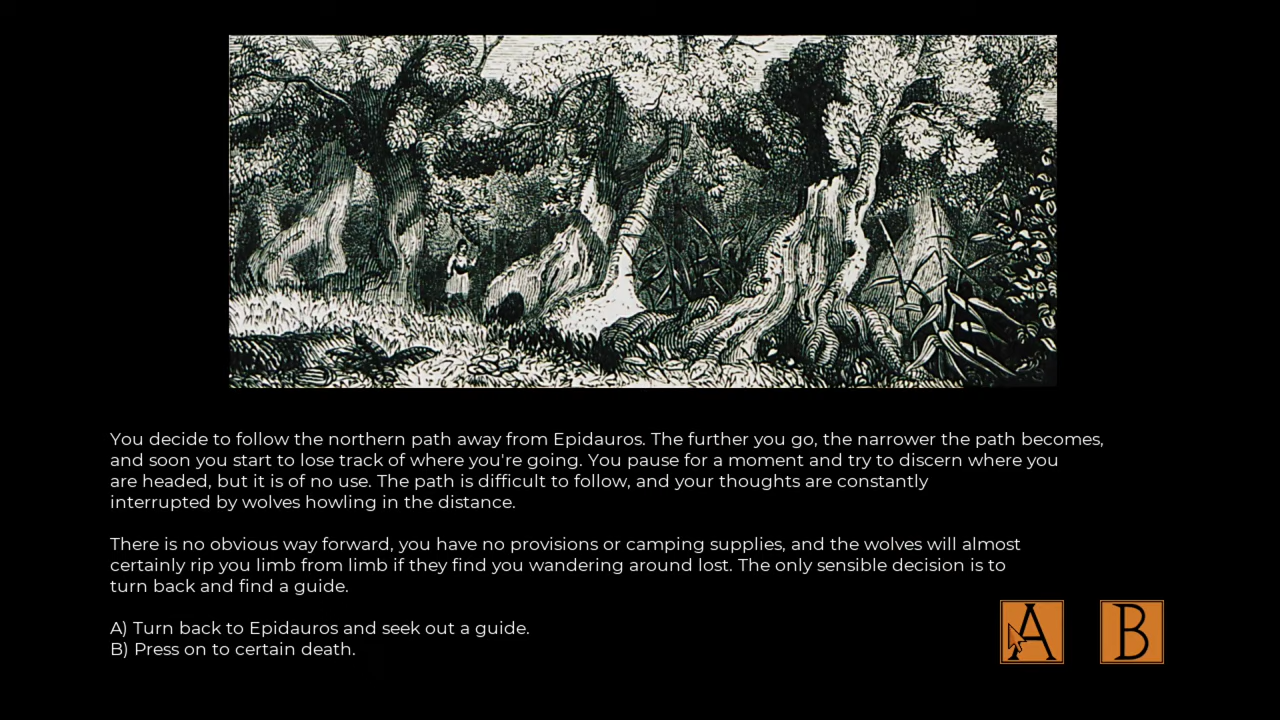 You decide to follow the northern path away from Epidauros. The further you go, the narrower the path becomes,
and soon you start to lose track of where you're going. You pause for a moment and try to discern where you
are headed, but it is of no use. The path is difficult to follow, and your thoughts are constantly
interrupted by wolves howling in the distance.
There is no obvious way forward, you have no provisions or camping supplies, and the wolves will almost
certainly rip you limb from limb if they find you wandering around lost. The only sensible decision is to
turn back and find a guide.
A) Turn back to Epidauros and seek out a guide.
B) Press on to certain death.
A B